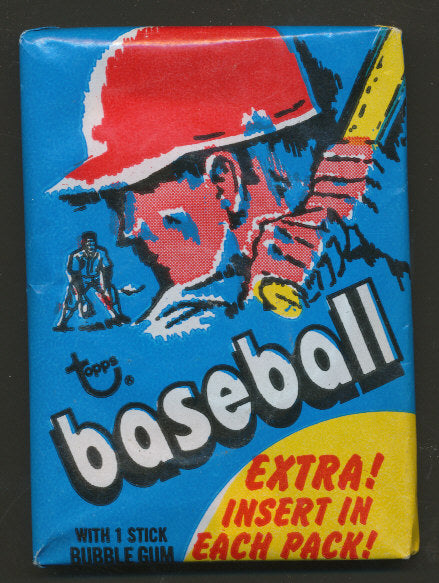 topps ®
baseball
EXTRA!
INSERT IN
EACH PACK!
WITH 1 STICK
BUBBLE GUM